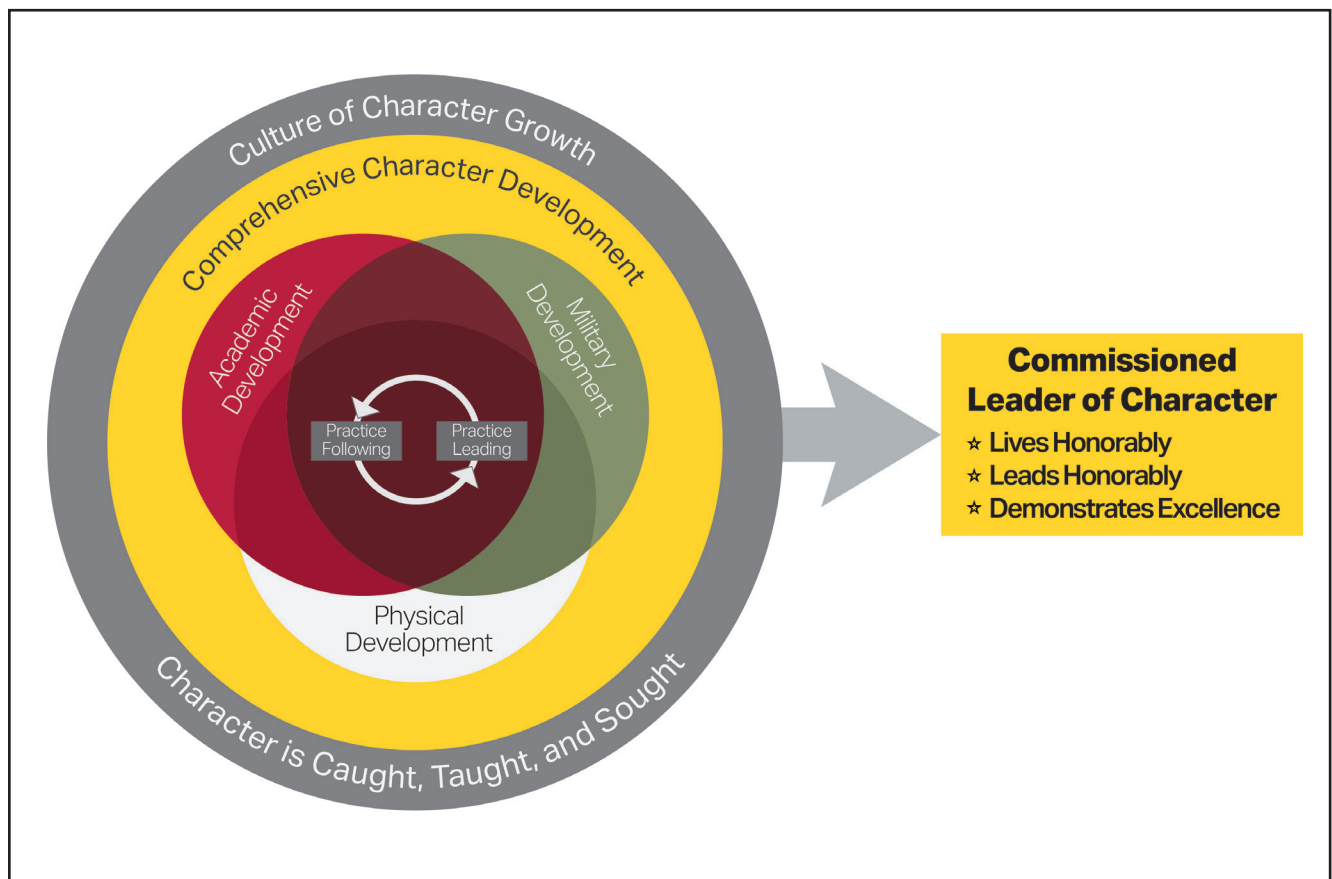 Culture of Character Growth
Comprehensive Character Development
Academic
Development
Military
Development
Practice
Following
Practice
Leading
Physical
Development
Character is Caught, Taught, and Sought
Commissioned
Leader of Character
☆ Lives Honorably
☆ Leads Honorably
☆ Demonstrates Excellence